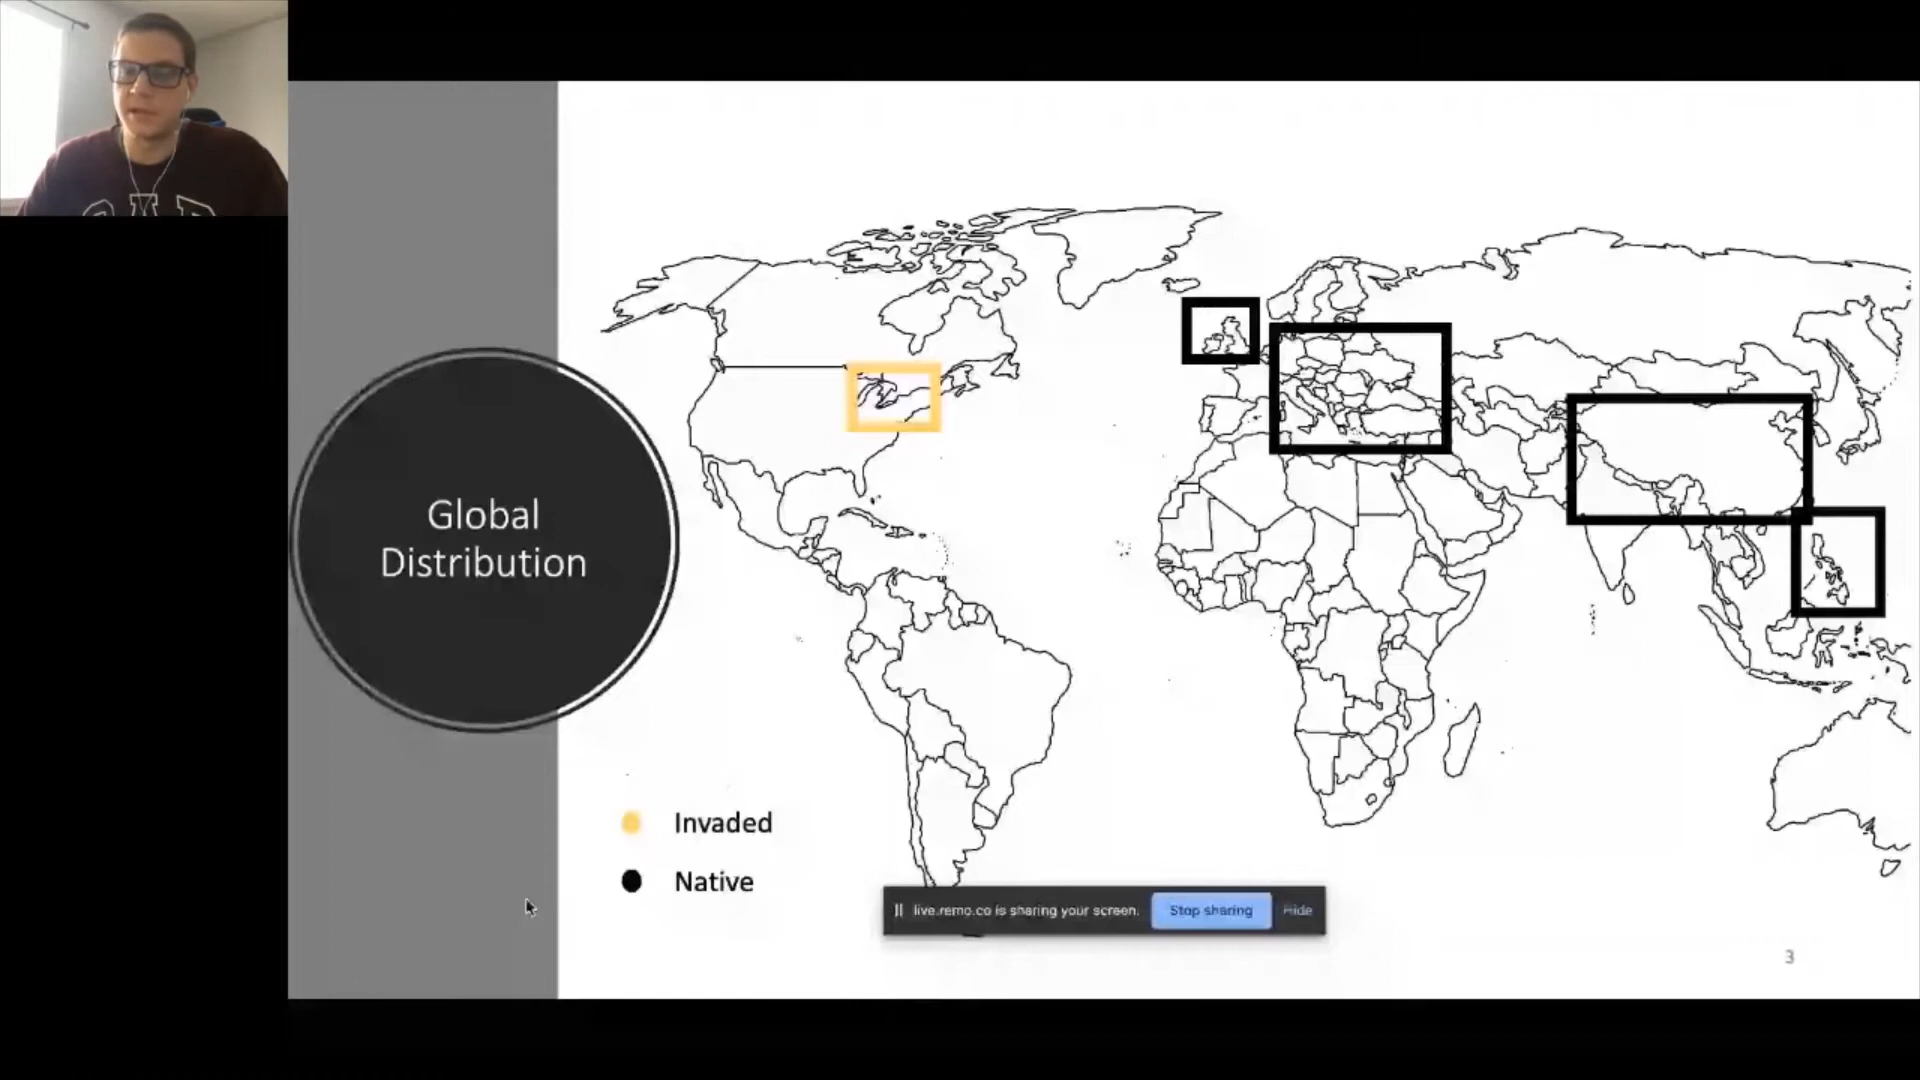 Global
Distribution
Invaded
Native
live.remo.co is sharing your screen.
Stop sharing
Hide
3